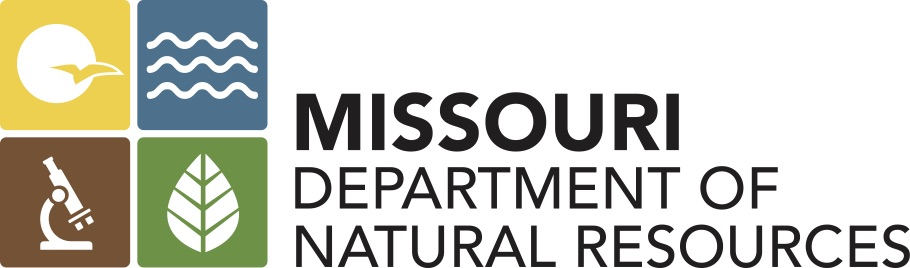 MISSOURI
DEPARTMENT OF
NATURAL RESOURCES